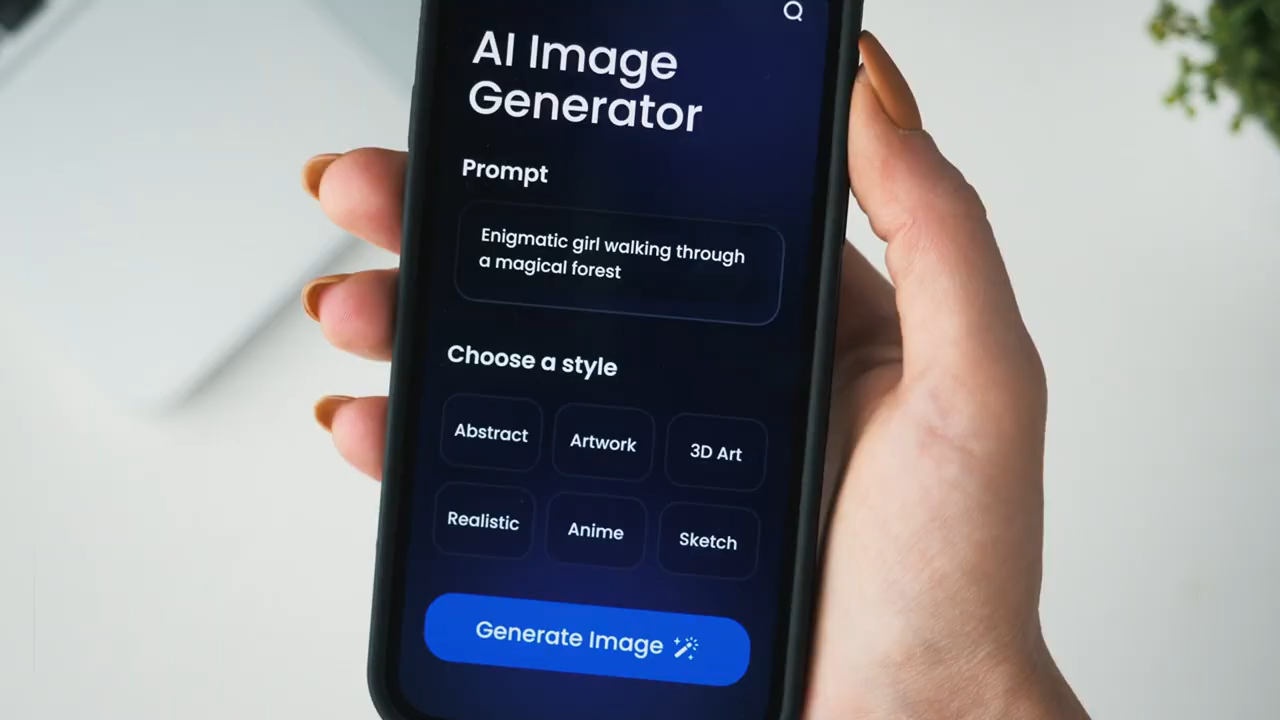 AI Image
Generator
Prompt
Enigmatic girl walking through
a magical forest
Choose a style
Abstract
Artwork
3D Art
Realistic
Anime
Sketch
Generate Image